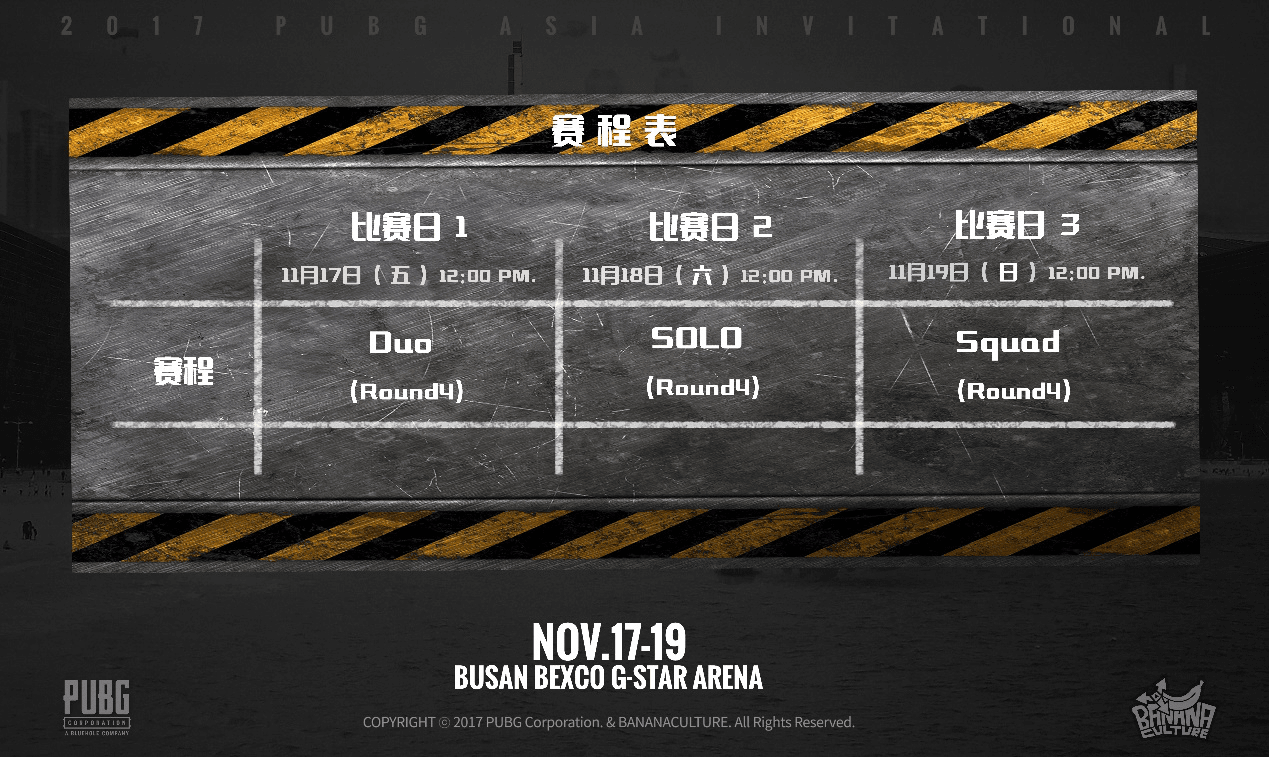 2017 PUBG ASIA INVITATIONAL
赛程表
比赛日 1
比赛日 2
比赛日 3
11月17日 ( 五 ) 12:00 PM.
11月18日 ( 六 ) 12:00 PM.
11月19日 ( 日 ) 12:00 PM.
赛程
Duo
(Round4)
SOLO
(Round4)
Squad
(Round4)
NOV.17-19
BUSAN BEXCO G-STAR ARENA
PUBG
CORPORATION
A BLUEHOLE COMPANY
COPYRIGHT © 2017 PUBG Corporation. & BANANACULTURE. All Rights Reserved.
BANANA
CULTURE